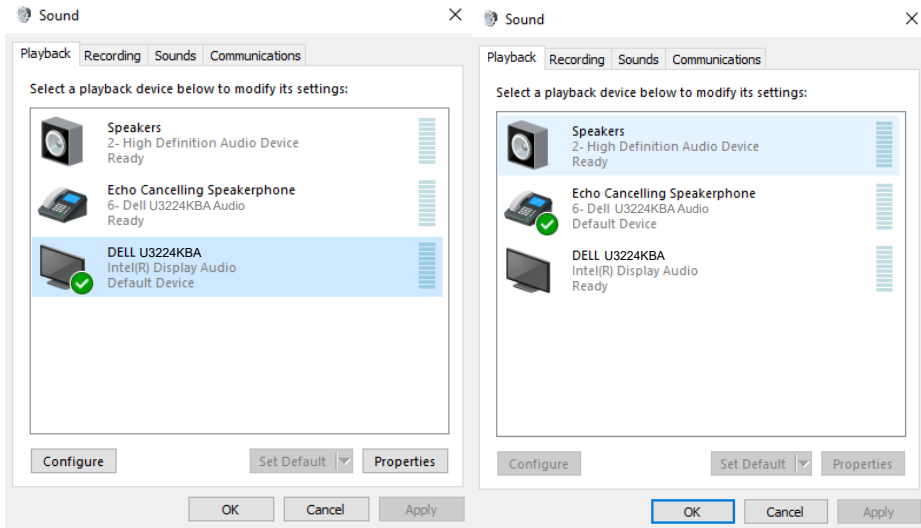 Sound
Playback Recording Sounds Communications
Select a playback device below to modify its settings:
Speakers
2- High Definition Audio Device
Ready
Echo Cancelling Speakerphone
6- Dell U3224KBA Audio
Ready
DELL U3224KBA
Intel(R) Display Audio
Default Device
Configure Set Default Properties
OK Cancel Apply
Sound
Playback Recording Sounds Communications
Select a playback device below to modify its settings:
Speakers
2- High Definition Audio Device
Ready
Echo Cancelling Speakerphone
6- Dell U3224KBA Audio
Default Device
DELL U3224KBA
Intel(R) Display Audio
Ready
Configure Set Default Properties
OK Cancel Apply